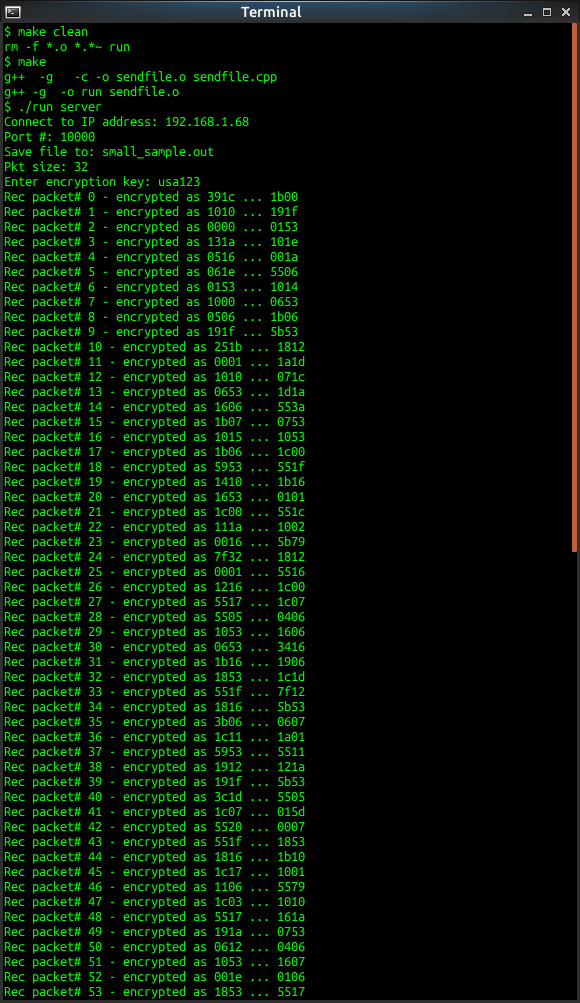 Terminal
$ make clean
rm -f *.o *.*~ run
$ make
g++  -g   -c -o sendfile.o sendfile.cpp
g++ -g  -o run sendfile.o
$ ./run server
Connect to IP address: 192.168.1.68
Port #: 10000
Save file to: small_sample.out
Pkt size: 32
Enter encryption key: usa123
Rec packet# 0 - encrypted as 391c ... 1b00
Rec packet# 1 - encrypted as 1010 ... 191f
Rec packet# 2 - encrypted as 0000 ... 0153
Rec packet# 3 - encrypted as 131a ... 101e
Rec packet# 4 - encrypted as 0516 ... 001a
Rec packet# 5 - encrypted as 061e ... 5506
Rec packet# 6 - encrypted as 0153 ... 1014
Rec packet# 7 - encrypted as 1000 ... 0653
Rec packet# 8 - encrypted as 0506 ... 1b06
Rec packet# 9 - encrypted as 191f ... 5b53
Rec packet# 10 - encrypted as 251b ... 1812
Rec packet# 11 - encrypted as 0001 ... 1a1d
Rec packet# 12 - encrypted as 1010 ... 071c
Rec packet# 13 - encrypted as 0653 ... 1d1a
Rec packet# 14 - encrypted as 1606 ... 553a
Rec packet# 15 - encrypted as 1b07 ... 0753
Rec packet# 16 - encrypted as 1015 ... 1053
Rec packet# 17 - encrypted as 1b06 ... 1c00
Rec packet# 18 - encrypted as 5953 ... 551f
Rec packet# 19 - encrypted as 1410 ... 1b16
Rec packet# 20 - encrypted as 1653 ... 0101
Rec packet# 21 - encrypted as 1c00 ... 551c
Rec packet# 22 - encrypted as 111a ... 1002
Rec packet# 23 - encrypted as 0016 ... 5b79
Rec packet# 24 - encrypted as 7f32 ... 1812
Rec packet# 25 - encrypted as 0001 ... 5516
Rec packet# 26 - encrypted as 1216 ... 1c00
Rec packet# 27 - encrypted as 5517 ... 1c07
Rec packet# 28 - encrypted as 5505 ... 0406
Rec packet# 29 - encrypted as 1053 ... 1606
Rec packet# 30 - encrypted as 0653 ... 3416
Rec packet# 31 - encrypted as 1b16 ... 1906
Rec packet# 32 - encrypted as 1853 ... 1c1d
Rec packet# 33 - encrypted as 551f ... 7f12
Rec packet# 34 - encrypted as 1816 ... 5b53
Rec packet# 35 - encrypted as 3b06 ... 0607
Rec packet# 36 - encrypted as 1c11 ... 1a01
Rec packet# 37 - encrypted as 5953 ... 5511
Rec packet# 38 - encrypted as 1912 ... 121a
Rec packet# 39 - encrypted as 191f ... 5b53
Rec packet# 40 - encrypted as 3c1d ... 5505
Rec packet# 41 - encrypted as 1c07 ... 015d
Rec packet# 42 - encrypted as 5520 ... 0007
Rec packet# 43 - encrypted as 551f ... 1853
Rec packet# 44 - encrypted as 1816 ... 1b10
Rec packet# 45 - encrypted as 1c17 ... 1001
Rec packet# 46 - encrypted as 1106 ... 5579
Rec packet# 47 - encrypted as 1c03 ... 1010
Rec packet# 48 - encrypted as 5517 ... 161a
Rec packet# 49 - encrypted as 191a ... 0753
Rec packet# 50 - encrypted as 0612 ... 0406
Rec packet# 51 - encrypted as 1053 ... 1607
Rec packet# 52 - encrypted as 001e ... 0106
Rec packet# 53 - encrypted as 1853 ... 5517